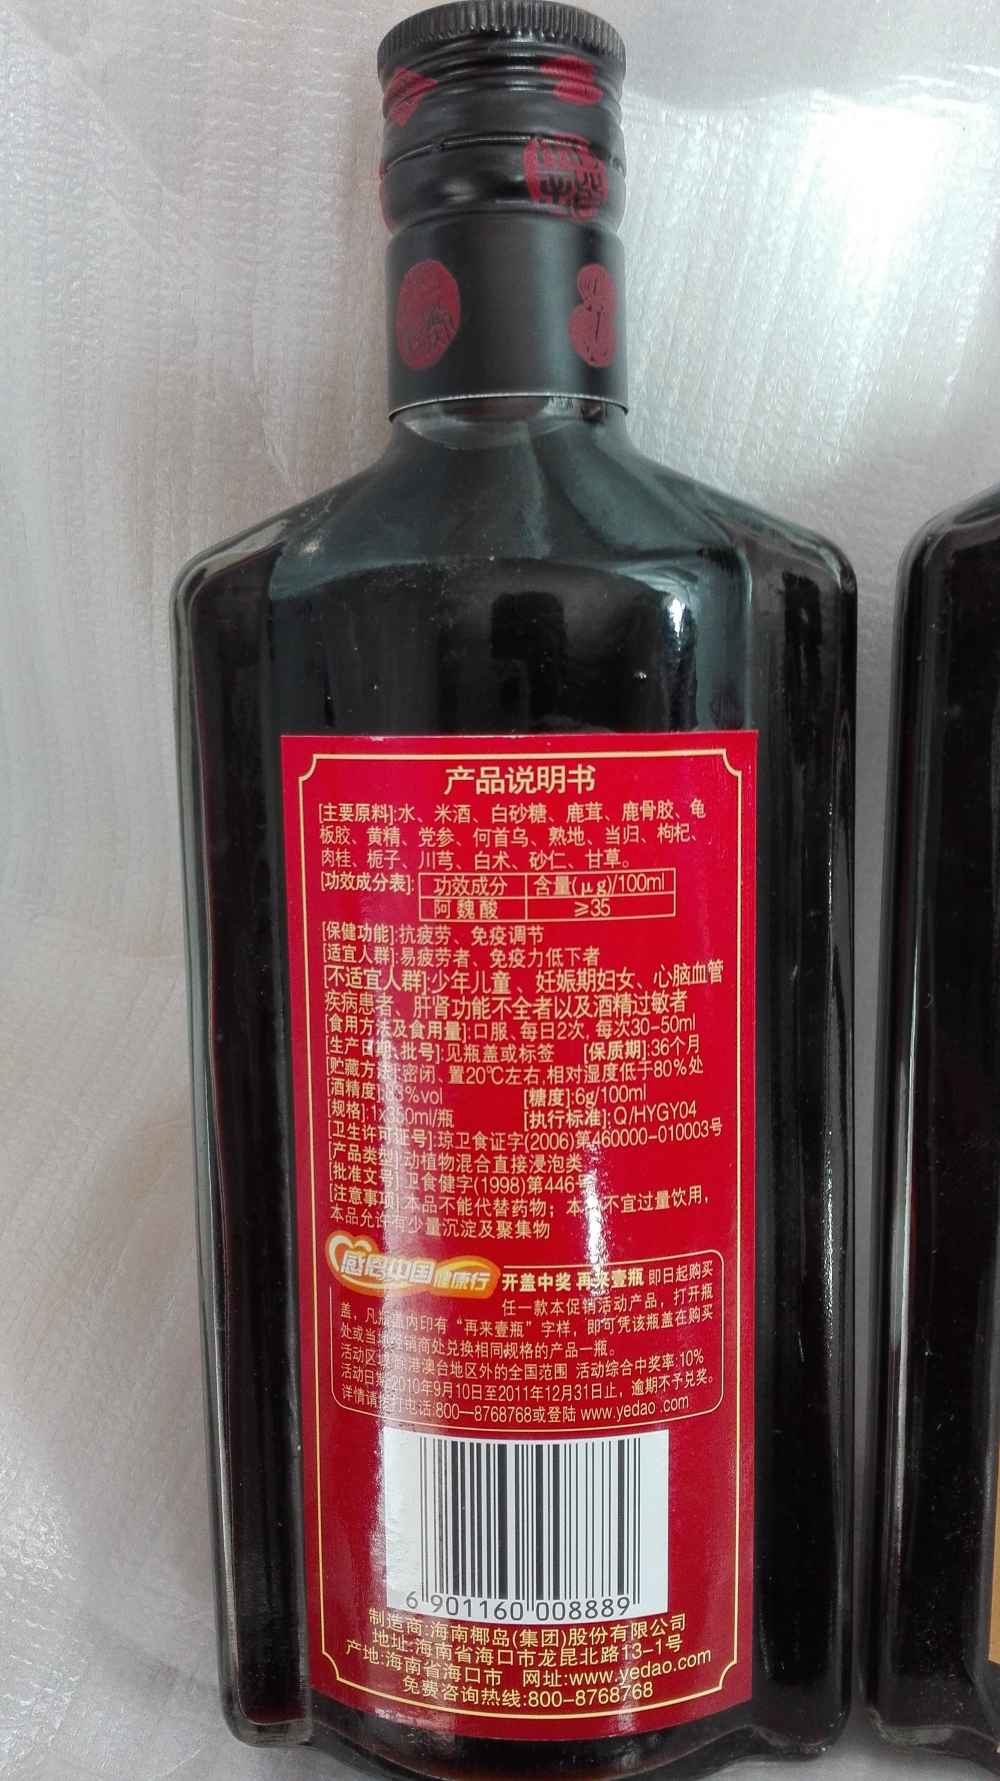 产品说明书
[主要原料]:水、米酒、白砂糖、鹿茸、鹿骨胶、龟
板胶、黄精、党参、何首乌、熟地、当归、枸杞、
肉桂、栀子、川芎、白术、砂仁、甘草。
[功效成分表]: 功效成分 含量(μg)/100ml
阿魏酸 ≥35
[保健功能]:抗疲劳、免疫调节
[适宜人群]:易疲劳者、免疫力低下者
[不适宜人群]:少年儿童、妊娠期妇女、心脑血管
疾病患者、肝肾功能不全者以及酒精过敏者
[食用方法及食用量]:口服、每日2次，每次30-50ml
[生产日期、批号]:见瓶盖或标签 [保质期]:36个月
[贮藏方法]:密闭、置20℃左右,相对湿度低于80%处
[酒精度]:33%vol [糖度]:6g/100ml
[规格]:1x350ml/瓶 [执行标准]:Q/HYGY04
[卫生许可证号]:琼卫食证字(2006)第460000-010003号
[产品类型]:动植物混合直接浸泡类
[批准文号]:卫食健字(1998)第446号
[注意事项]:本品不能代替药物；本品不宜过量饮用，
本品允许有少量沉淀及聚集物
感恩中国健康行 开盖中奖 再来壹瓶 即日起购买
任一款本促销活动产品，打开瓶
盖，凡瓶盖内印有“再来壹瓶”字样，即可凭该瓶盖在购买
处或当地经销商处兑换相同规格的产品一瓶。
活动区域:除港澳台地区外的全国范围 活动综合中奖率:10%
活动日期:2010年9月10日至2011年12月31日止，逾期不予兑奖。
详情请拨打电话:800—8768768或登陆 www.yedao.com
6 901160 008889
制造商:海南椰岛(集团)股份有限公司
地址:海南省海口市龙昆北路13-1号
产地:海南省海口市 网址:www.yedao.com
免费咨询热线:800-8768768